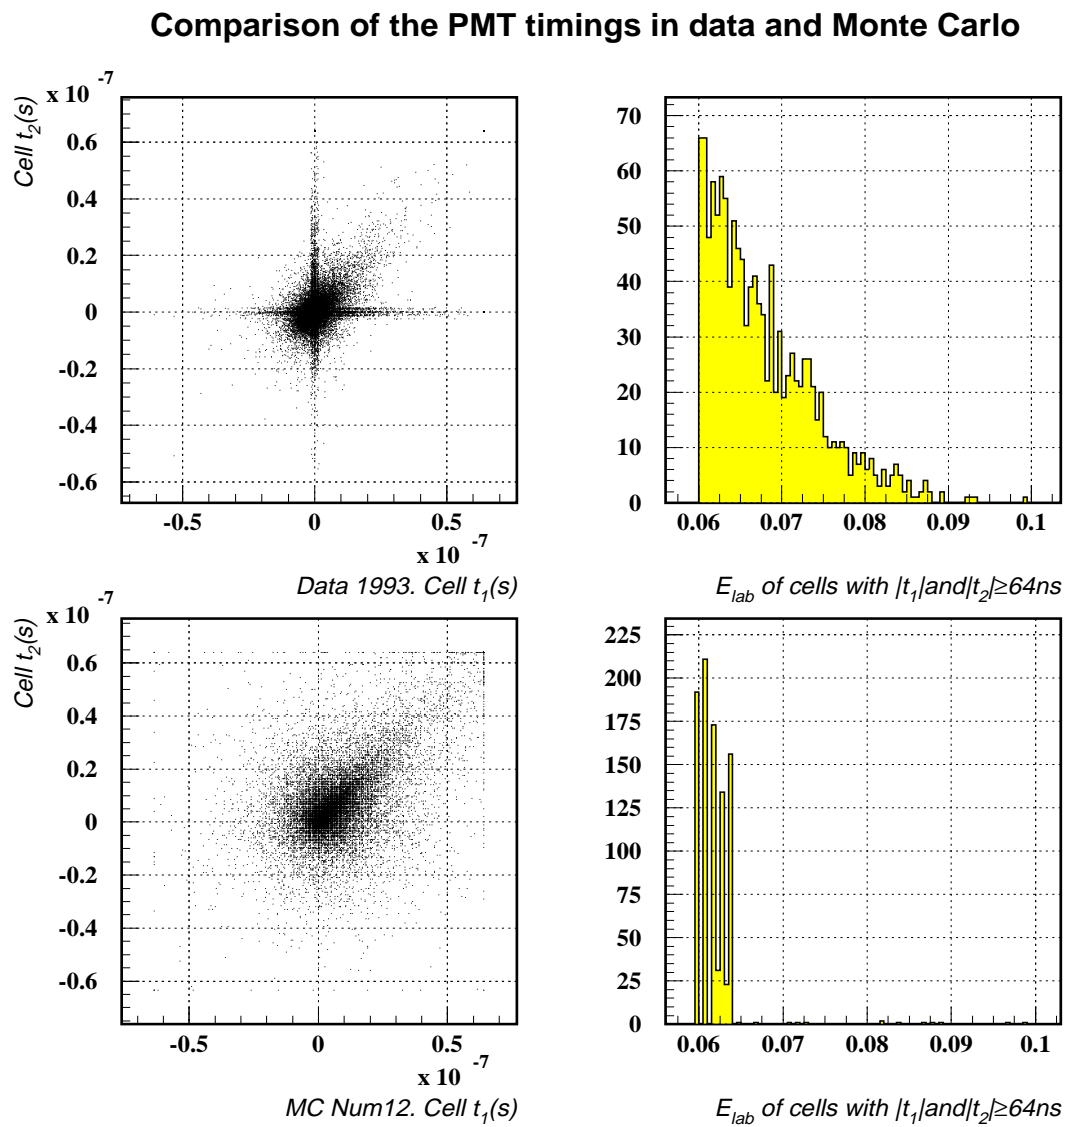 Comparison of the PMT timings in data and Monte Carlo
x 10 -7
Cell t2(s)
0.6
0.4
0.2
0
-0.2
-0.4
-0.6
-0.5 0 0.5
x 10 -7
Data 1993. Cell t1(s)
70
60
50
40
30
20
10
0
0.06 0.07 0.08 0.09 0.1
Elab of cells with |t1|and|t2|≥64ns
x 10 -7
Cell t2(s)
0.6
0.4
0.2
0
-0.2
-0.4
-0.6
-0.5 0 0.5
x 10 -7
MC Num12. Cell t1(s)
225
200
175
150
125
100
75
50
25
0
0.06 0.07 0.08 0.09 0.1
Elab of cells with |t1|and|t2|≥64ns